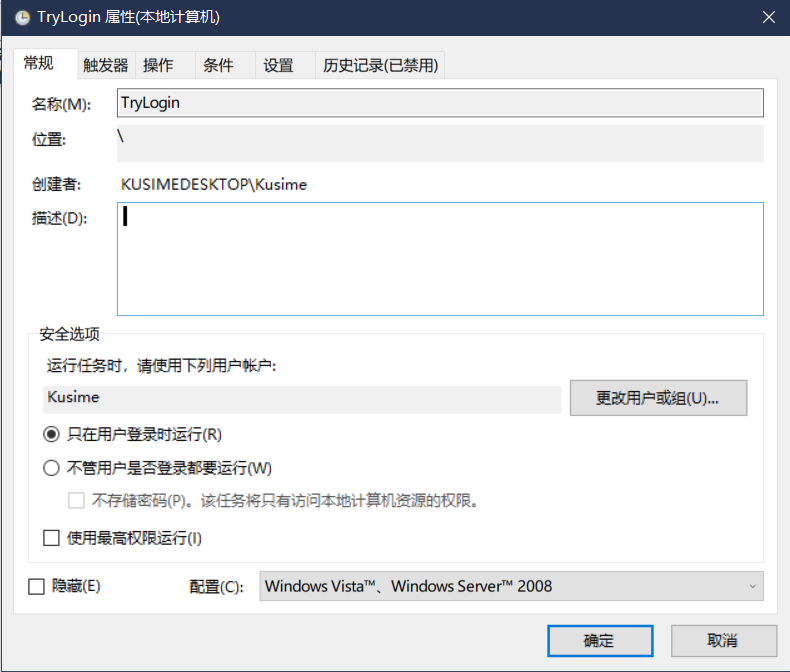 TryLogin 属性(本地计算机)
常规 触发器 操作 条件 设置 历史记录(已禁用)
名称(M): TryLogin
位置: \
创建者: KUSIMEDESKTOP\Kusime
描述(D):
安全选项
运行任务时，请使用下列用户帐户:
Kusime 更改用户或组(U)...
只在用户登录时运行(R)
不管用户是否登录都要运行(W)
不存储密码(P)。该任务将只有访问本地计算机资源的权限。
使用最高权限运行(I)
隐藏(E) 配置(C): Windows Vista™、Windows Server™ 2008
确定 取消